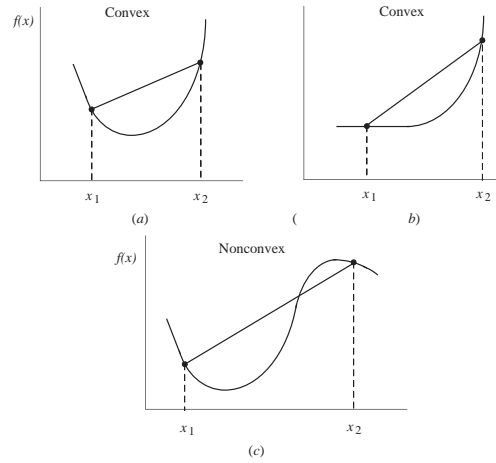 Convex
f(x)
x1 x2
(a)
Convex
x1 x2
( b)
Nonconvex
f(x)
x1 x2
(c)